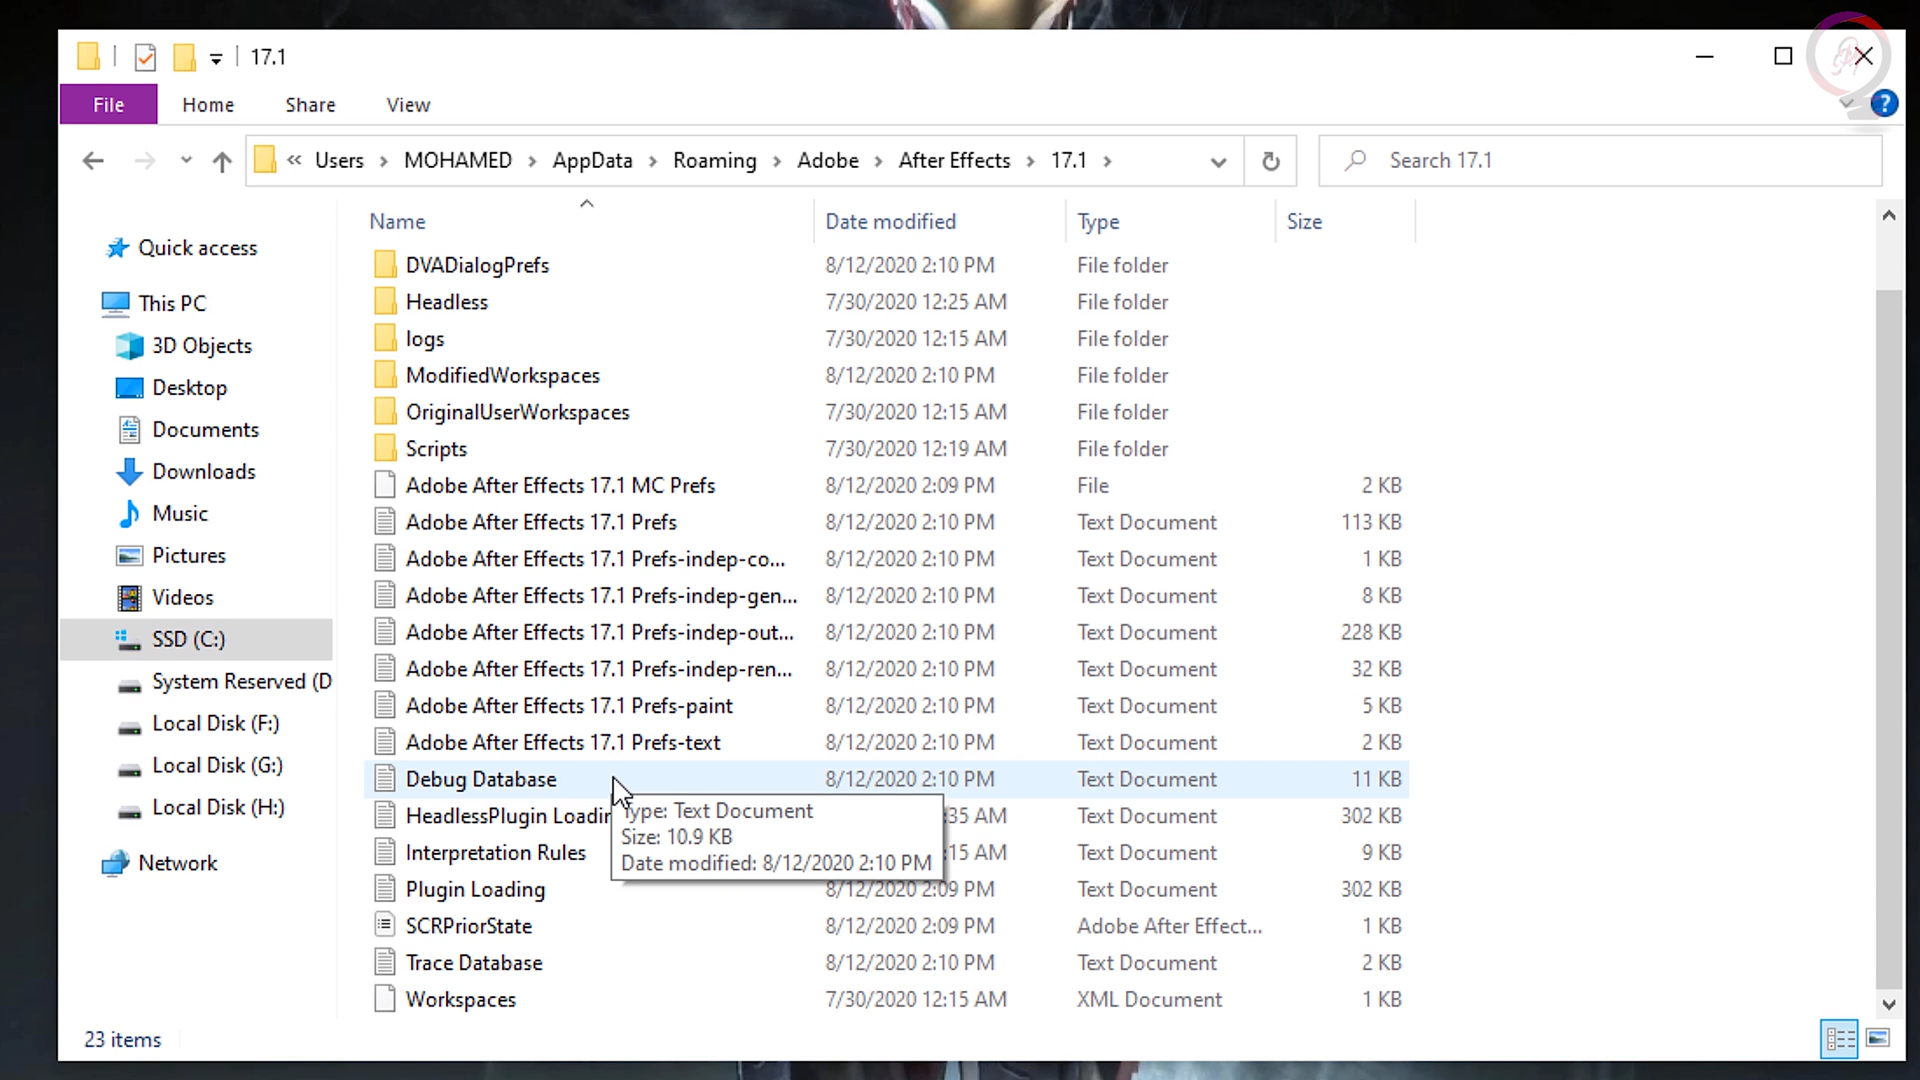 17.1
File Home Share View
« Users › MOHAMED › AppData › Roaming › Adobe › After Effects › 17.1 ›
Search 17.1
Name Date modified Type Size
Quick access
This PC
3D Objects
Desktop
Documents
Downloads
Music
Pictures
Videos
SSD (C:)
System Reserved (D
Local Disk (F:)
Local Disk (G:)
Local Disk (H:)
Network
DVADialogPrefs 8/12/2020 2:10 PM File folder
Headless 7/30/2020 12:25 AM File folder
logs 7/30/2020 12:15 AM File folder
ModifiedWorkspaces 8/12/2020 2:10 PM File folder
OriginalUserWorkspaces 7/30/2020 12:15 AM File folder
Scripts 7/30/2020 12:19 AM File folder
Adobe After Effects 17.1 MC Prefs 8/12/2020 2:09 PM File 2 KB
Adobe After Effects 17.1 Prefs 8/12/2020 2:10 PM Text Document 113 KB
Adobe After Effects 17.1 Prefs-indep-co... 8/12/2020 2:10 PM Text Document 1 KB
Adobe After Effects 17.1 Prefs-indep-gen... 8/12/2020 2:10 PM Text Document 8 KB
Adobe After Effects 17.1 Prefs-indep-out... 8/12/2020 2:10 PM Text Document 228 KB
Adobe After Effects 17.1 Prefs-indep-ren... 8/12/2020 2:10 PM Text Document 32 KB
Adobe After Effects 17.1 Prefs-paint 8/12/2020 2:10 PM Text Document 5 KB
Adobe After Effects 17.1 Prefs-text 8/12/2020 2:10 PM Text Document 2 KB
Debug Database 8/12/2020 2:10 PM Text Document 11 KB
HeadlessPlugin Loadin :35 AM Text Document 302 KB
Interpretation Rules :15 AM Text Document 9 KB
Plugin Loading 8/12/2020 2:09 PM Text Document 302 KB
SCRPriorState 8/12/2020 2:09 PM Adobe After Effect... 1 KB
Trace Database 8/12/2020 2:10 PM Text Document 2 KB
Workspaces 7/30/2020 12:15 AM XML Document 1 KB
Type: Text Document
Size: 10.9 KB
Date modified: 8/12/2020 2:10 PM
23 items